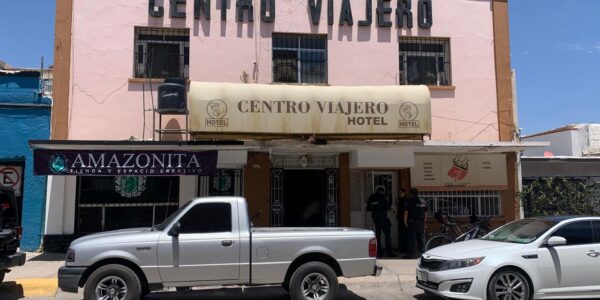 CENTRO VIAJERO
CENTRO VIAJERO
HOTEL
HOTEL
HOTEL
AMAZONITA
TIENDA Y ESPACIO CREATIVO
E